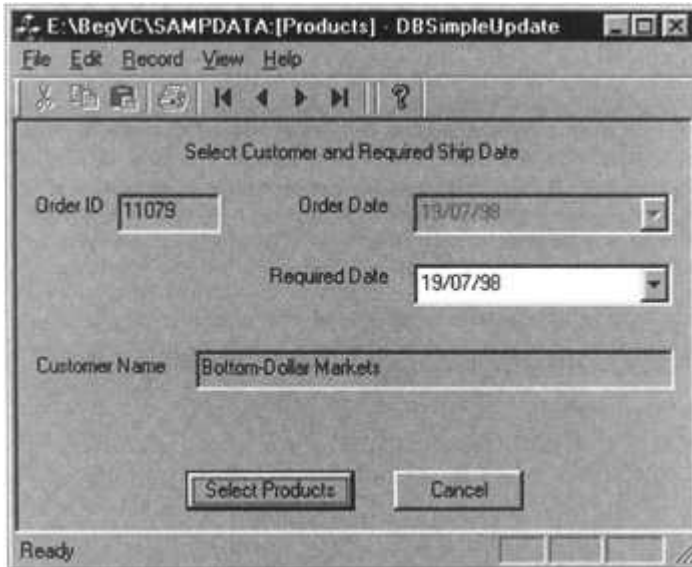 E:\BegVC\SAMPDATA:[Products] - DBSimpleUpdate
File Edit Record View Help
Select Customer and Required Ship Date
Order ID 11079 Order Date 19/07/98
Required Date 19/07/98
Customer Name Bottom-Dollar Markets
Select Products Cancel
Ready